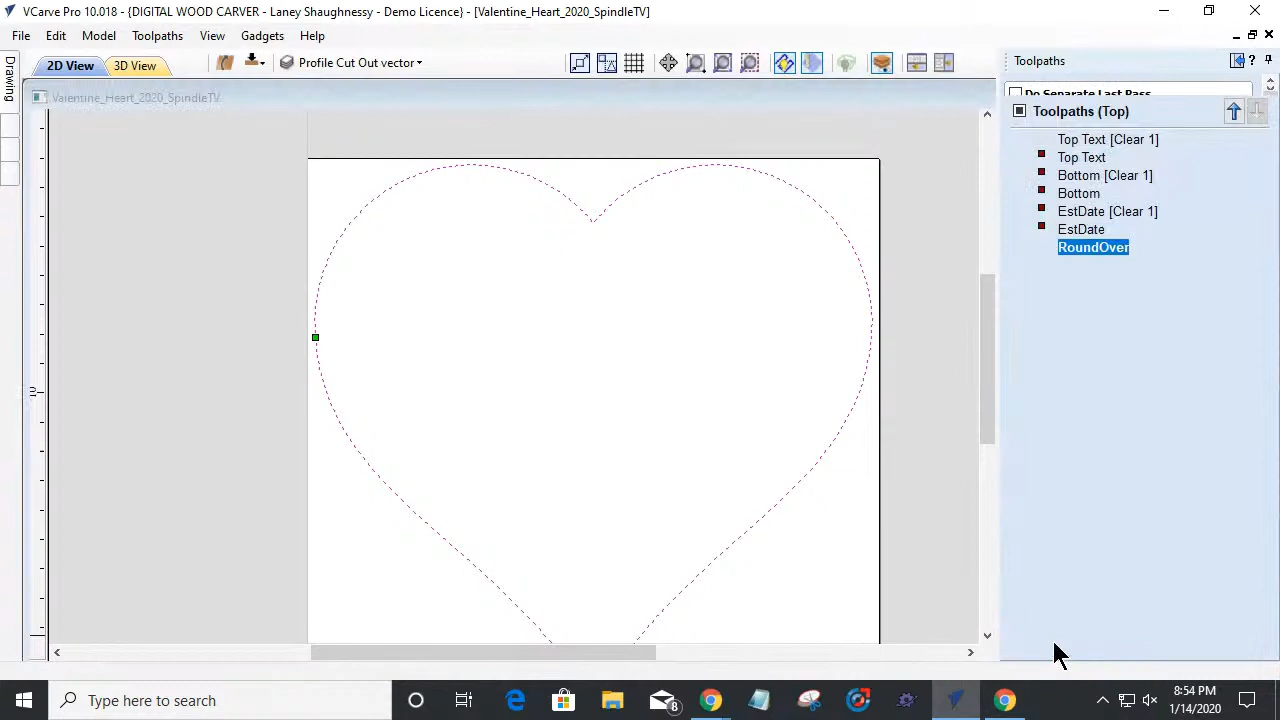 VCarve Pro 10.018 - {DIGITAL WOOD CARVER - Laney Shaughnessy - Demo Licence} - [Valentine_Heart_2020_SpindleTV]
File Edit Model Toolpaths View Gadgets Help
Drawing
2D View
3D View
Profile Cut Out vector
Toolpaths
Valentine_Heart_2020_SpindleTV
Do Separate Last Pass
Toolpaths (Top)
Top Text [Clear 1]
Top Text
Bottom [Clear 1]
Bottom
EstDate [Clear 1]
EstDate
RoundOver
Type here to search
8
8:54 PM
1/14/2020